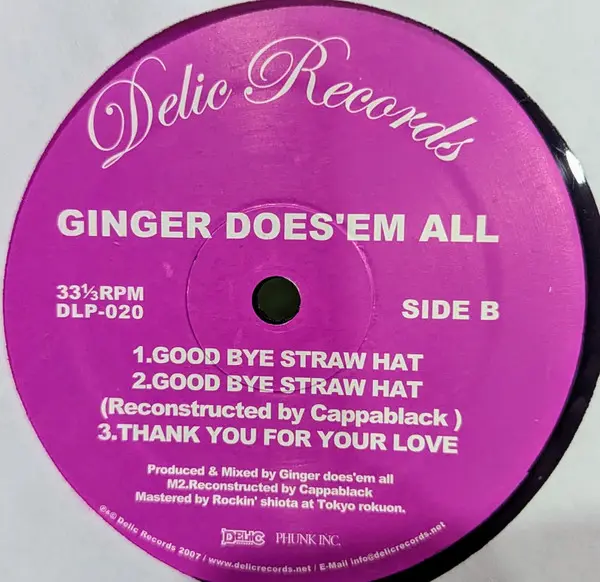 Delic Records
GINGER DOES'EM ALL
33⅓RPM
DLP-020
SIDE B
1.GOOD BYE STRAW HAT
2.GOOD BYE STRAW HAT
(Reconstructed by Cappablack )
3.THANK YOU FOR YOUR LOVE
Produced & Mixed by Ginger does'em all
M2.Reconstructed by Cappablack
Mastered by Rockin' shiota at Tokyo rokuon.
DELIC RECORDS
PHUNK INC.
℗+© Delic Records 2007 / www.delicrecords.net / E-Mail info@delicrecords.net